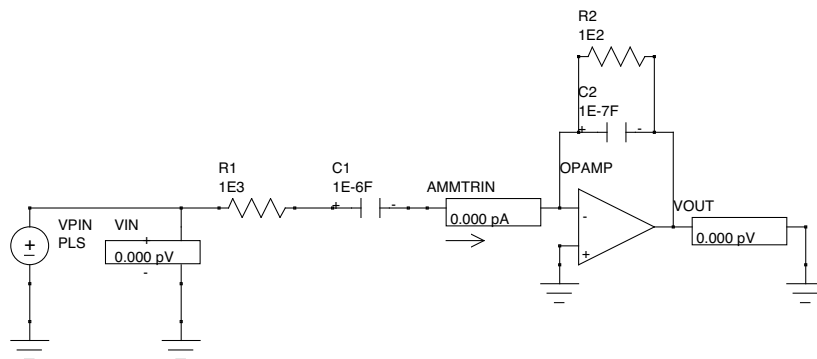 R2
1E2
C2
1E-7F
+ -
R1
1E3
C1
1E-6F
+ -
AMMTRIN
0.000 pA
OPAMP
-
+
VOUT
0.000 pV
VPIN
PLS
+
-
VIN
+
0.000 pV
-